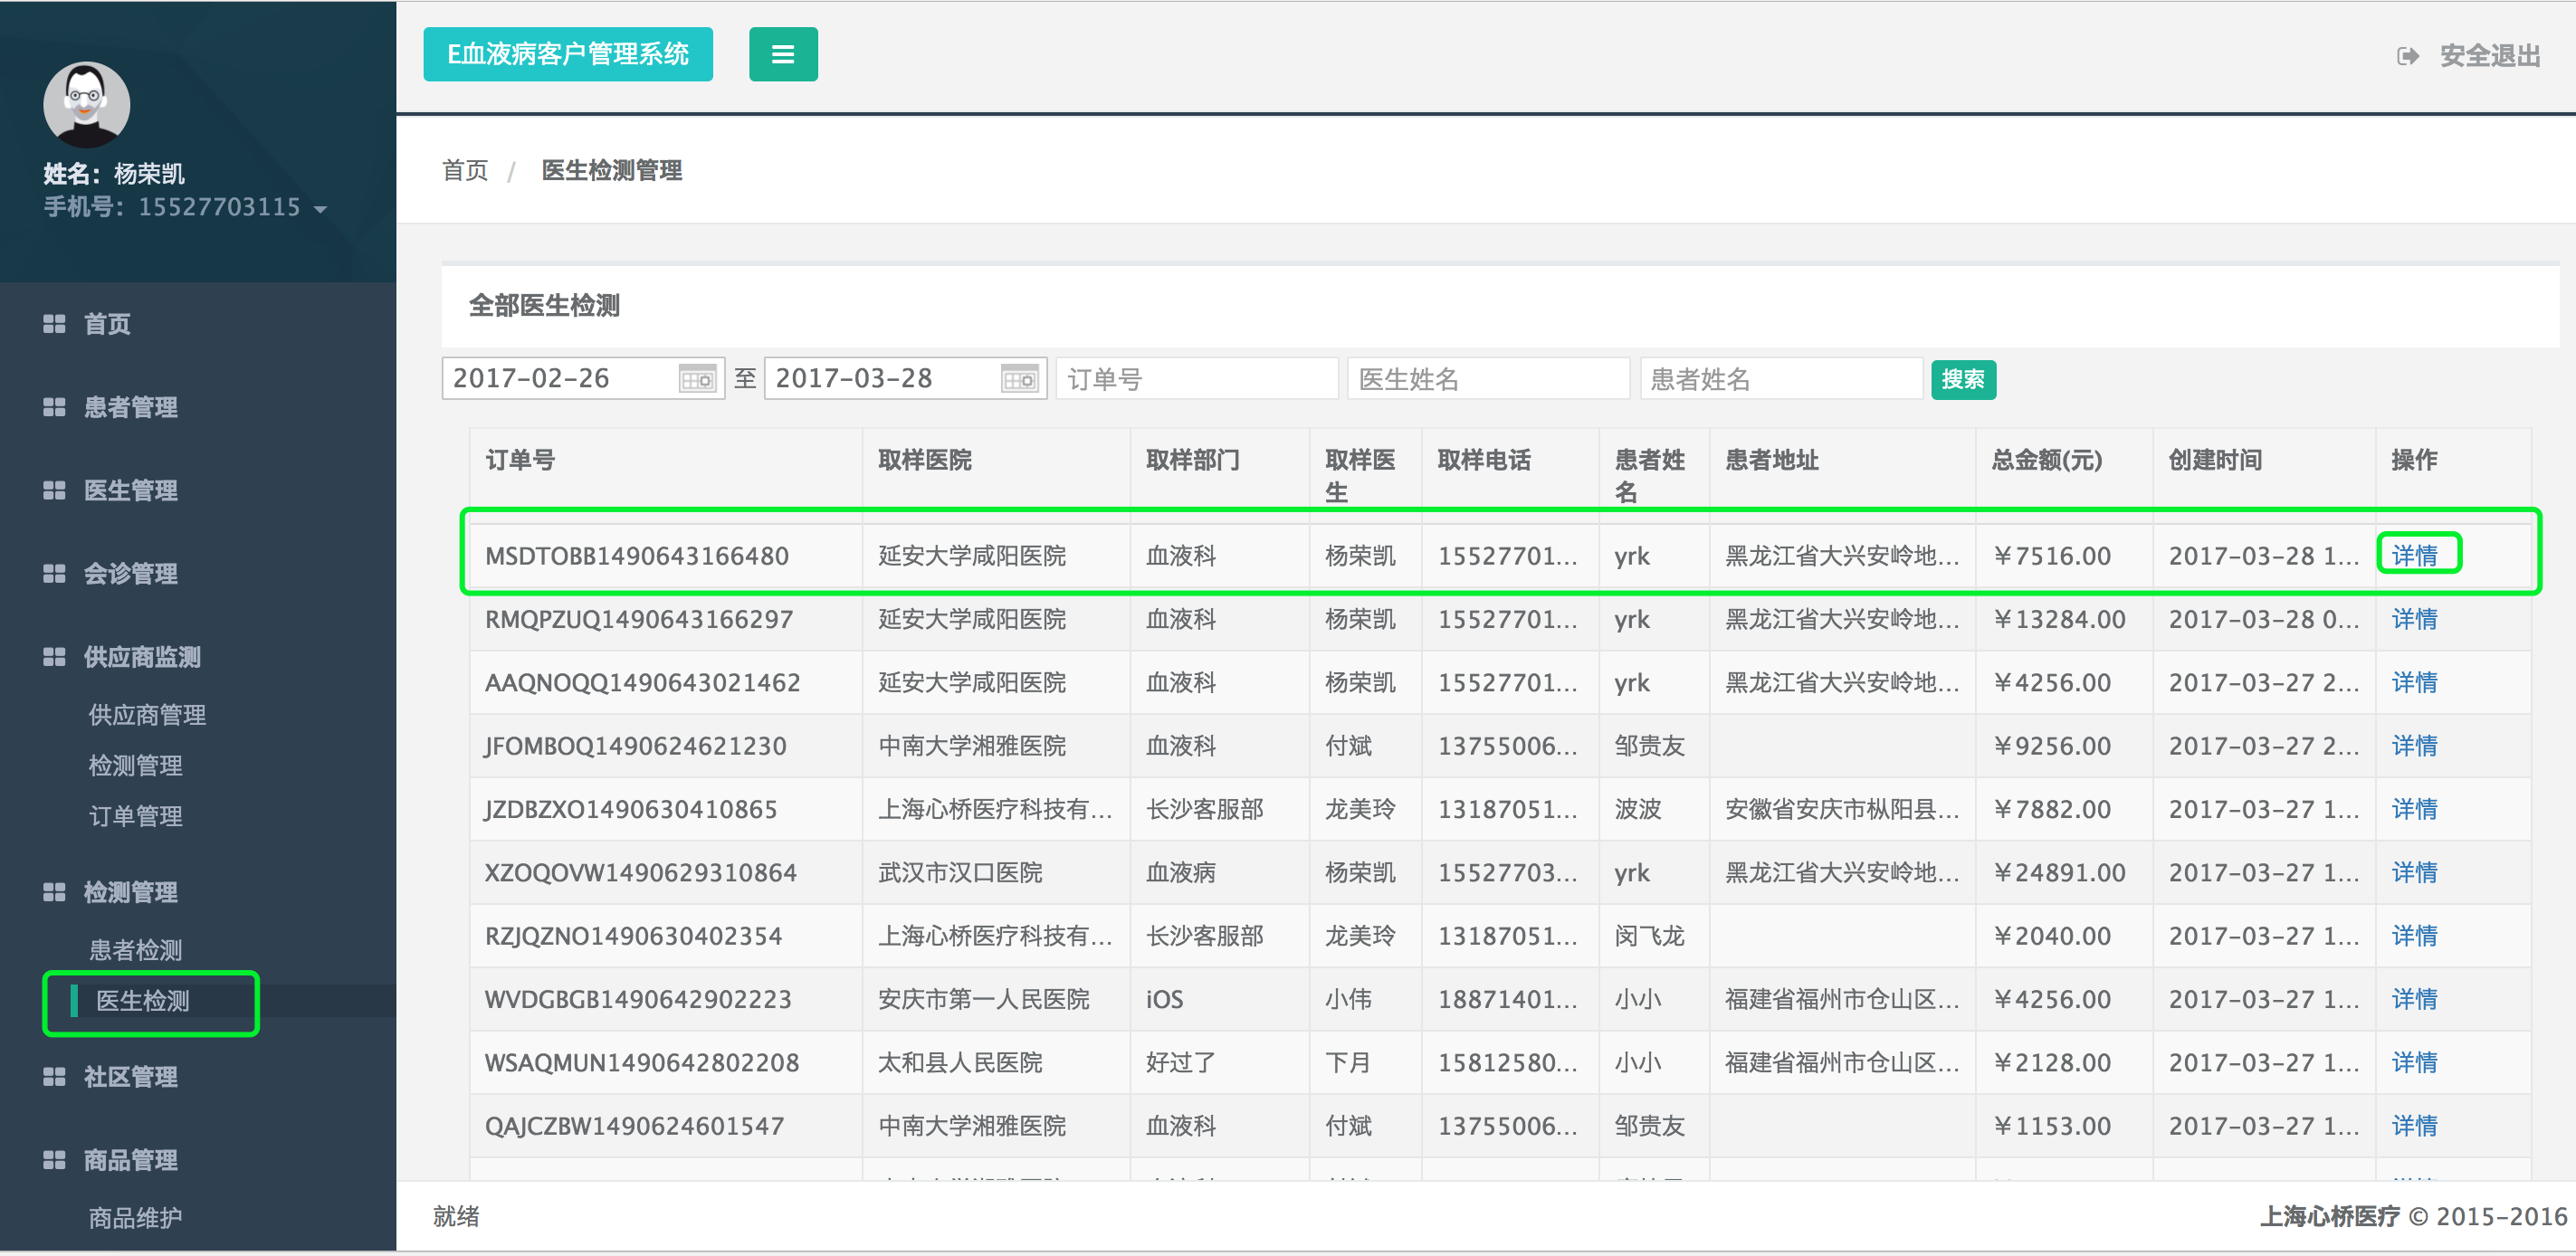 E血液病客户管理系统
安全退出
姓名：杨荣凯
手机号：15527703115
首页
患者管理
医生管理
会诊管理
供应商监测
供应商管理
检测管理
订单管理
检测管理
患者检测
医生检测
社区管理
商品管理
商品维护
首页 / 医生检测管理
全部医生检测
2017-02-26 至 2017-03-28 订单号 医生姓名 患者姓名 搜索
订单号 取样医院 取样部门 取样医生 取样电话 患者姓名 患者地址 总金额(元) 创建时间 操作
MSDTOBB1490643166480 延安大学咸阳医院 血液科 杨荣凯 15527701... yrk 黑龙江省大兴安岭地... ￥7516.00 2017-03-28 1... 详情
RMQPZUQ1490643166297 延安大学咸阳医院 血液科 杨荣凯 15527701... yrk 黑龙江省大兴安岭地... ￥13284.00 2017-03-28 0... 详情
AAQNOQQ1490643021462 延安大学咸阳医院 血液科 杨荣凯 15527701... yrk 黑龙江省大兴安岭地... ￥4256.00 2017-03-27 2... 详情
JFOMBOQ1490624621230 中南大学湘雅医院 血液科 付斌 13755006... 邹贵友 ￥9256.00 2017-03-27 2... 详情
JZDBZXO1490630410865 上海心桥医疗科技有... 长沙客服部 龙美玲 13187051... 波波 安徽省安庆市枞阳县... ￥7882.00 2017-03-27 1... 详情
XZOQOVW1490629310864 武汉市汉口医院 血液病 杨荣凯 15527703... yrk 黑龙江省大兴安岭地... ￥24891.00 2017-03-27 1... 详情
RZJQZNO1490630402354 上海心桥医疗科技有... 长沙客服部 龙美玲 13187051... 闵飞龙 ￥2040.00 2017-03-27 1... 详情
WVDGBGB1490642902223 安庆市第一人民医院 iOS 小伟 18871401... 小小 福建省福州市仓山区... ￥4256.00 2017-03-27 1... 详情
WSAQMUN1490642802208 太和县人民医院 好过了 下月 15812580... 小小 福建省福州市仓山区... ￥2128.00 2017-03-27 1... 详情
QAJCZBW1490624601547 中南大学湘雅医院 血液科 付斌 13755006... 邹贵友 ￥1153.00 2017-03-27 1... 详情
就绪
上海心桥医疗 © 2015-2016